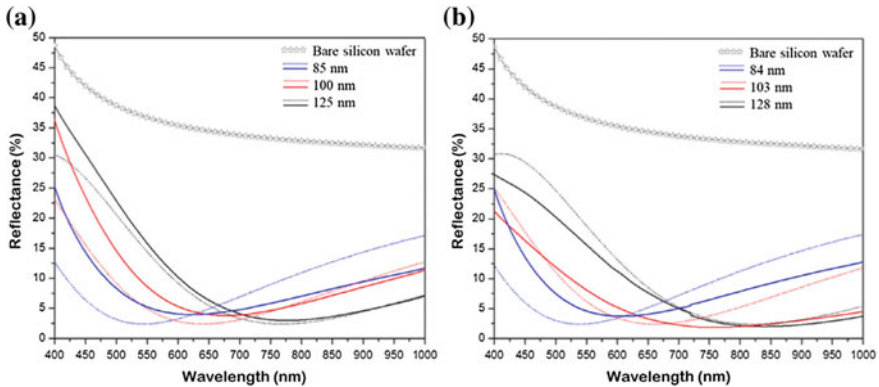 (a)
50
45
40
35
30
25
20
15
10
5
0
Reflectance (%)
Bare silicon wafer
85 nm
100 nm
125 nm
400 450 500 550 600 650 700 750 800 850 900 950 1000
Wavelength (nm)
(b)
50
45
40
35
30
25
20
15
10
5
0
Reflectance (%)
Bare silicon wafer
84 nm
103 nm
128 nm
400 450 500 550 600 650 700 750 800 850 900 950 1000
Wavelength (nm)